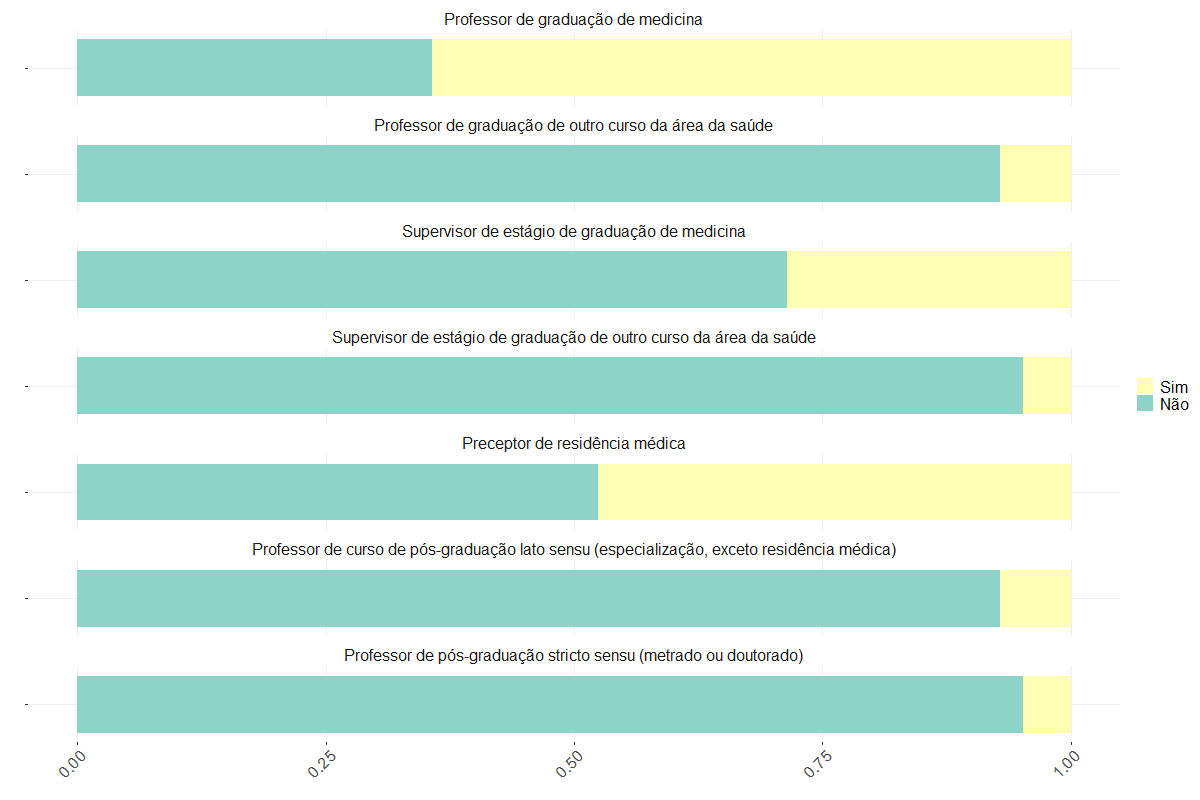 Professor de graduação de medicina
Professor de graduação de outro curso da área da saúde
Supervisor de estágio de graduação de medicina
Supervisor de estágio de graduação de outro curso da área da saúde
Sim
Não
Preceptor de residência médica
Professor de curso de pós-graduação lato sensu (especialização, exceto residência médica)
Professor de pós-graduação stricto sensu (metrado ou doutorado)
0.00
0.25
0.50
0.75
1.00